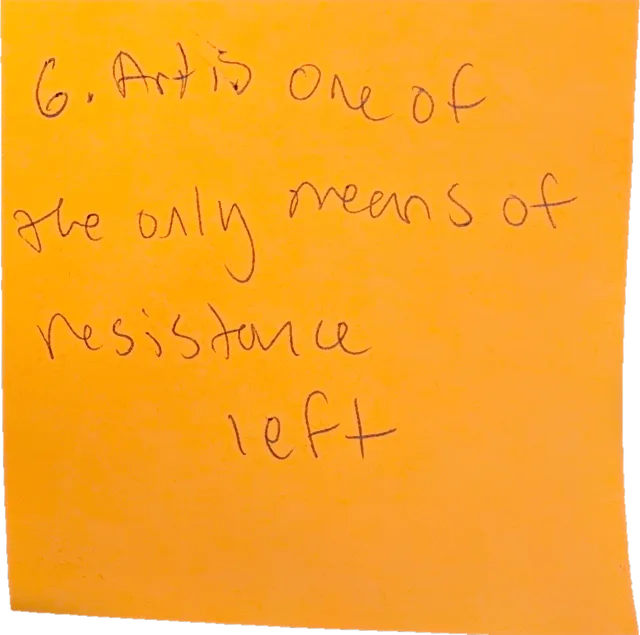 6. Art is one of
the only means of
resistance
left